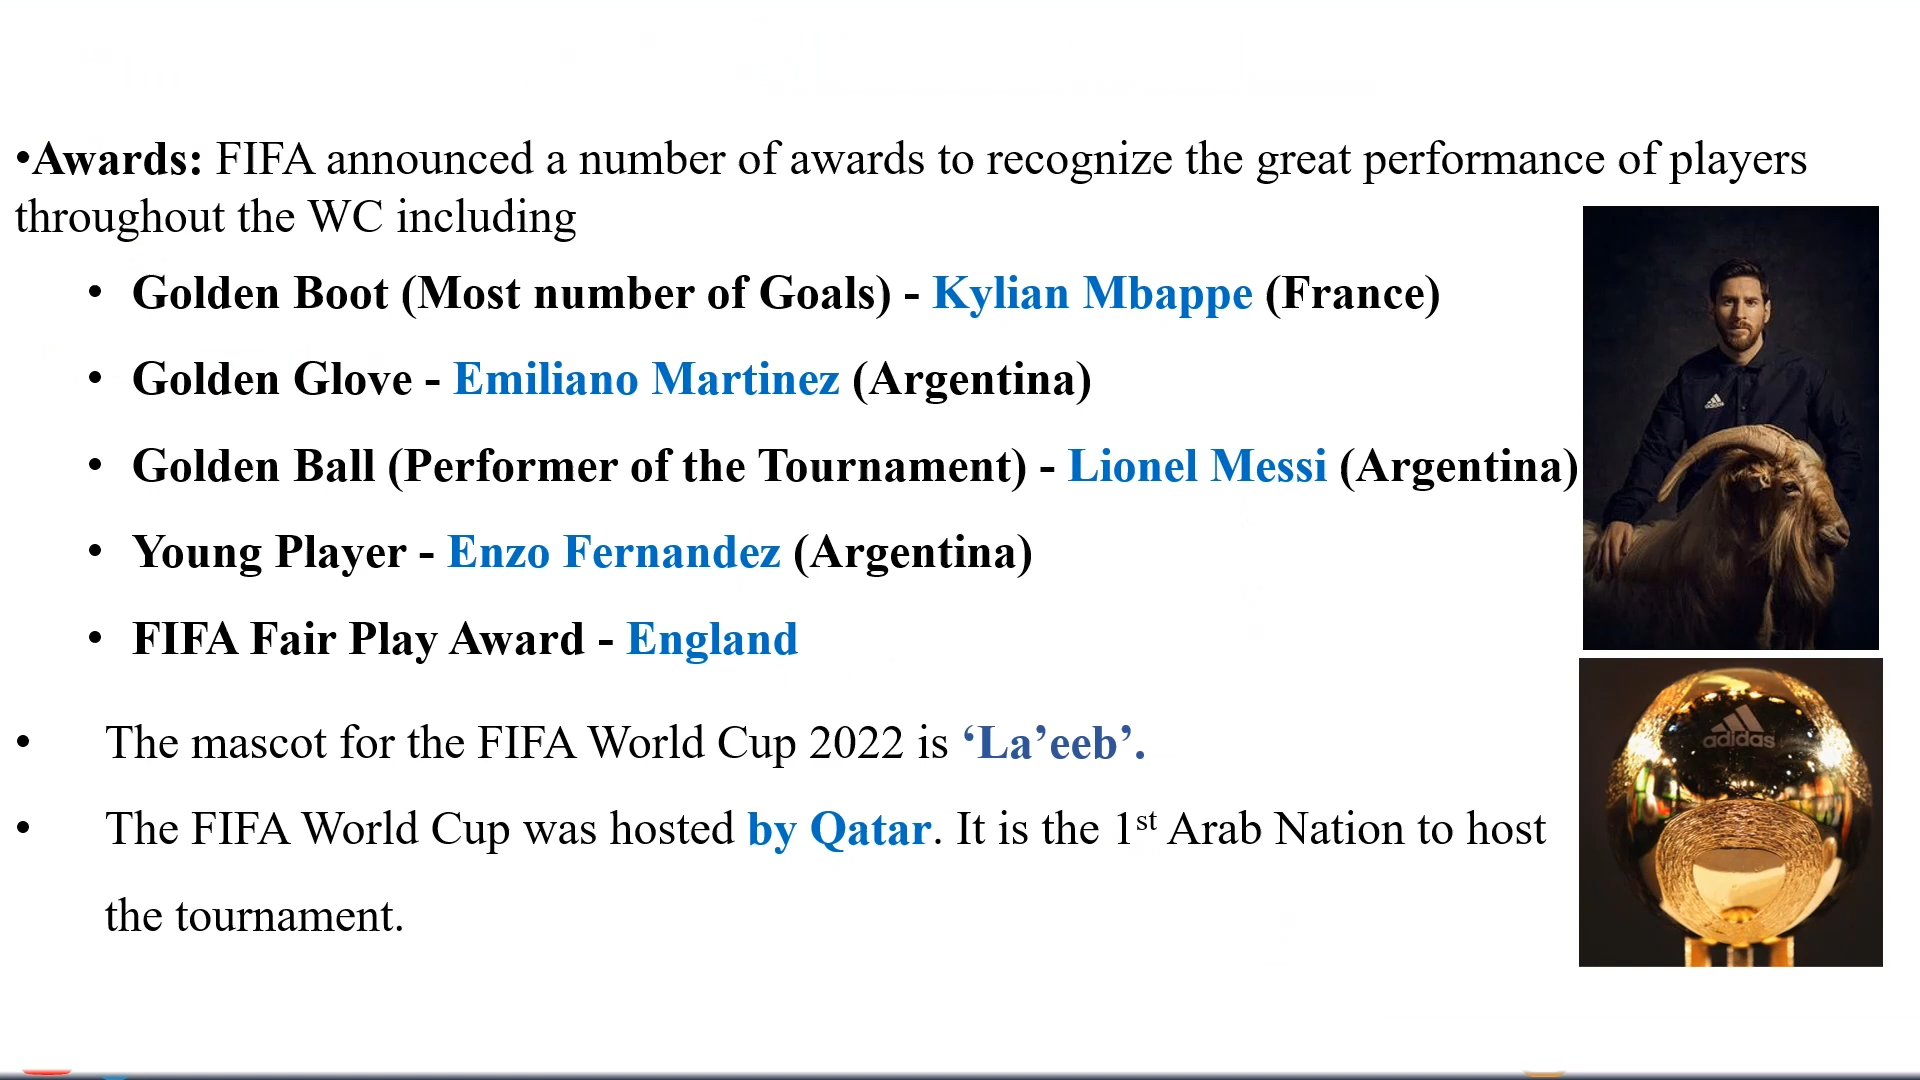 •Awards: FIFA announced a number of awards to recognize the great performance of players
throughout the WC including
• Golden Boot (Most number of Goals) - Kylian Mbappe (France)
• Golden Glove - Emiliano Martinez (Argentina)
• Golden Ball (Performer of the Tournament) - Lionel Messi (Argentina)
• Young Player - Enzo Fernandez (Argentina)
• FIFA Fair Play Award - England
• The mascot for the FIFA World Cup 2022 is ‘La’eeb’.
• The FIFA World Cup was hosted by Qatar. It is the 1st Arab Nation to host
the tournament.
adidas
adidas